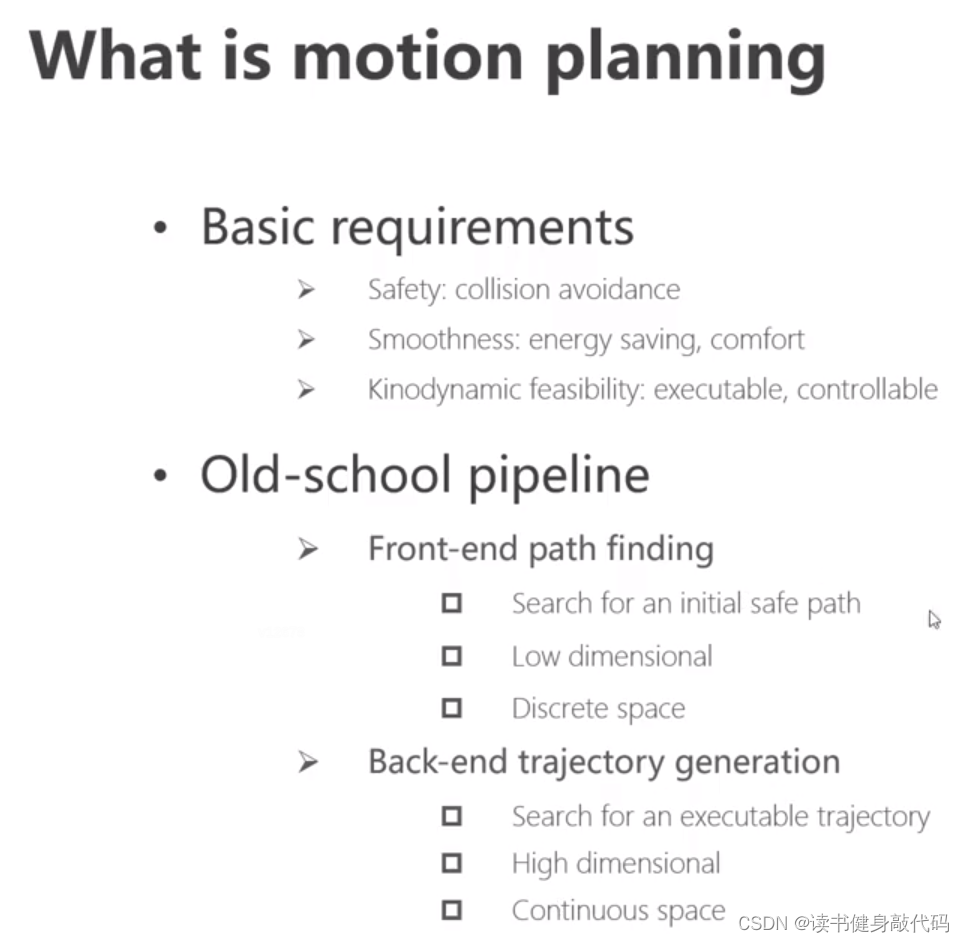 What is motion planning
• Basic requirements
➢ Safety: collision avoidance
➢ Smoothness: energy saving, comfort
➢ Kinodynamic feasibility: executable, controllable
• Old-school pipeline
➢ Front-end path finding
□ Search for an initial safe path
□ Low dimensional
□ Discrete space
➢ Back-end trajectory generation
□ Search for an executable trajectory
□ High dimensional
□ Continuous space
CSDN @读书健身敲代码